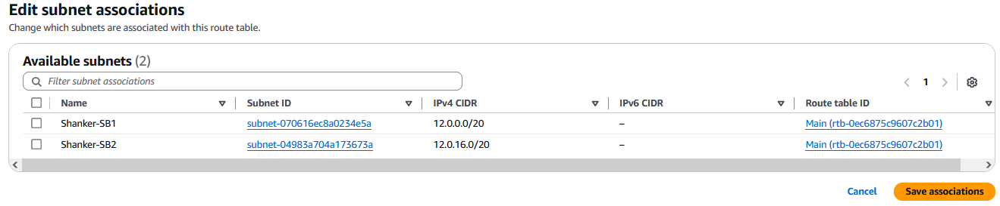 Edit subnet associations
Change which subnets are associated with this route table.
Available subnets (2)
Filter subnet associations
1
Name Subnet ID IPv4 CIDR IPv6 CIDR Route table ID
Shanker-SB1 subnet-070616ec8a0234e5a 12.0.0.0/20 – Main (rtb-0ec6875c9607c2b01)
Shanker-SB2 subnet-04983a704a173673a 12.0.16.0/20 – Main (rtb-0ec6875c9607c2b01)
Cancel Save associations